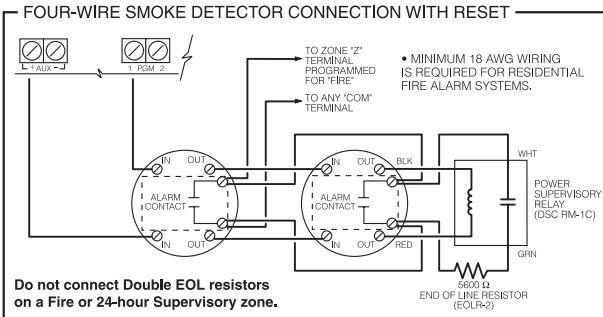 FOUR-WIRE SMOKE DETECTOR CONNECTION WITH RESET
+ AUX -
1 PGM 2
TO ZONE "Z"
TERMINAL
PROGRAMMED
FOR "FIRE"
TO ANY "COM"
TERMINAL
• MINIMUM 18 AWG WIRING
IS REQUIRED FOR RESIDENTIAL
FIRE ALARM SYSTEMS.
IN OUT
ALARM
CONTACT
IN OUT
IN OUT
ALARM
CONTACT
IN OUT
BLK
RED
WHT
POWER
SUPERVISORY
RELAY
(DSC RM-1C)
GRN
5600 Ω
END OF LINE RESISTOR
(EOLR-2)
Do not connect Double EOL resistors
on a Fire or 24-hour Supervisory zone.